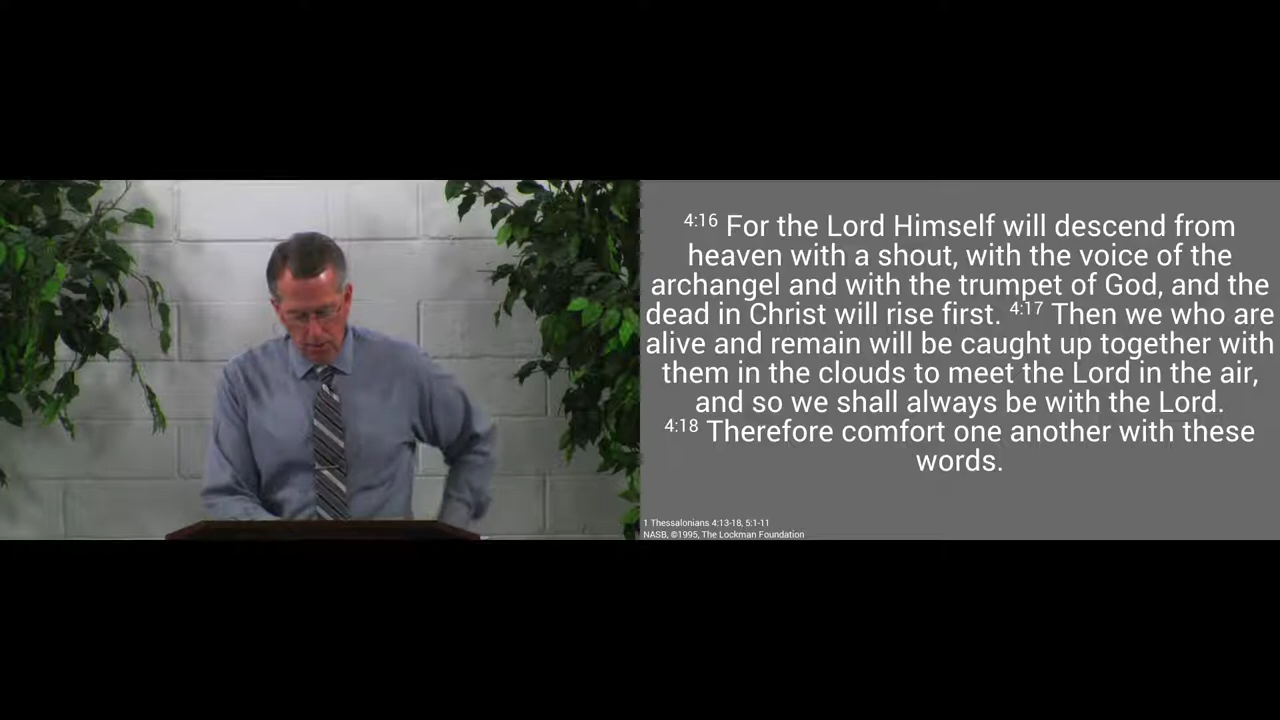 4:16 For the Lord Himself will descend from
heaven with a shout, with the voice of the
archangel and with the trumpet of God, and the
dead in Christ will rise first. 4:17 Then we who are
alive and remain will be caught up together with
them in the clouds to meet the Lord in the air,
and so we shall always be with the Lord.
4:18 Therefore comfort one another with these
words.
1 Thessalonians 4:13-18, 5:1-11
NASB, ©1995, The Lockman Foundation